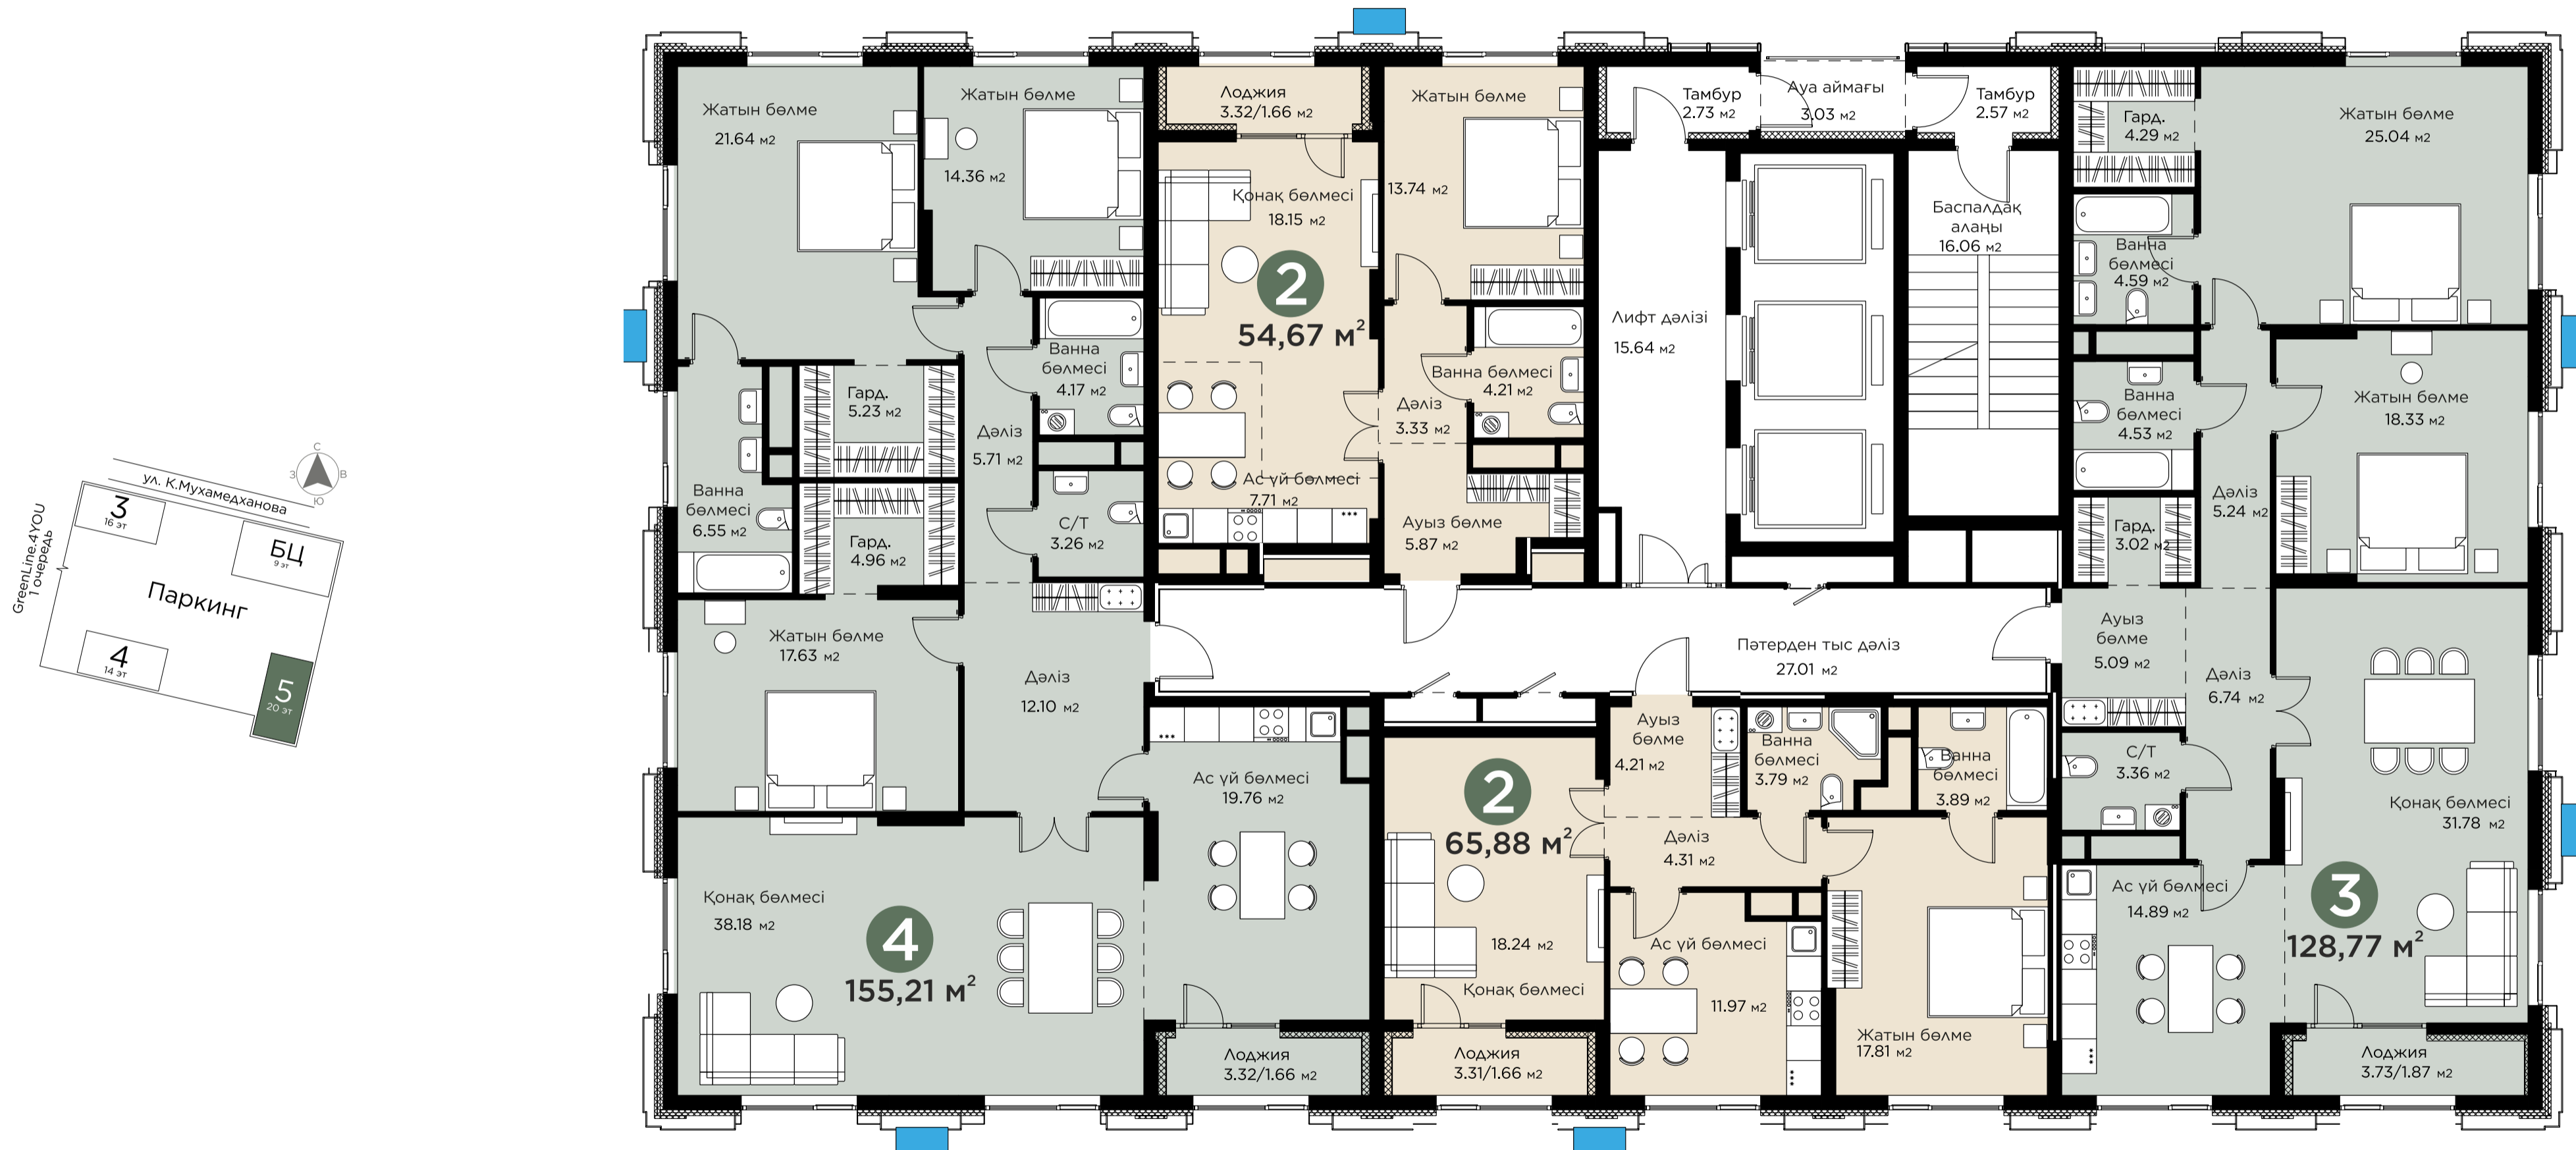 С
З
В
Ю
ул. К.Мухамедханова
GreenLine.4YOU
1 очередь
3
16 эт
БЦ
9 эт
Паркинг
4
14 эт
5
20 эт
Жатын бөлме
21.64 м2
Жатын бөлме
14.36 м2
Ванна
бөлмесі
4.17 м2
Гард.
5.23 м2
Дәліз
5.71 м2
Ванна
бөлмесі
6.55 м2
Гард.
4.96 м2
С/Т
3.26 м2
Жатын бөлме
17.63 м2
Дәліз
12.10 м2
Ас үй бөлмесі
19.76 м2
Қонақ бөлмесі
38.18 м2
4
155,21 м²
Лоджия
3.32/1.66 м2
Лоджия
3.32/1.66 м2
Қонақ бөлмесі
18.15 м2
2
54,67 м²
Ас үй бөлмесі
7.71 м2
Жатын бөлме
13.74 м2
Ванна бөлмесі
4.21 м2
Дәліз
3.33 м2
Ауыз бөлме
5.87 м2
Тамбур
2.73 м2
Ауа аймағы
3.03 м2
Тамбур
2.57 м2
Лифт дәлізі
15.64 м2
Баспалдақ
алаңы
16.06 м2
Пәтерден тыс дәліз
27.01 м2
2
65,88 м²
18.24 м2
Қонақ бөлмесі
Лоджия
3.31/1.66 м2
Ауыз
бөлме
4.21 м2
Ванна
бөлмесі
3.79 м2
Ванна
бөлмесі
3.89 м2
Дәліз
4.31 м2
Ас үй бөлмесі
11.97 м2
Жатын бөлме
17.81 м2
Гард.
4.29 м2
Жатын бөлме
25.04 м2
Ванна
бөлмесі
4.59 м2
Ванна
бөлмесі
4.53 м2
Жатын бөлме
18.33 м2
Дәліз
5.24 м2
Гард.
3.02 м2
Ауыз
бөлме
5.09 м2
Дәліз
6.74 м2
С/Т
3.36 м2
Қонақ бөлмесі
31.78 м2
Ас үй бөлмесі
14.89 м2
3
128,77 м²
Лоджия
3.73/1.87 м2